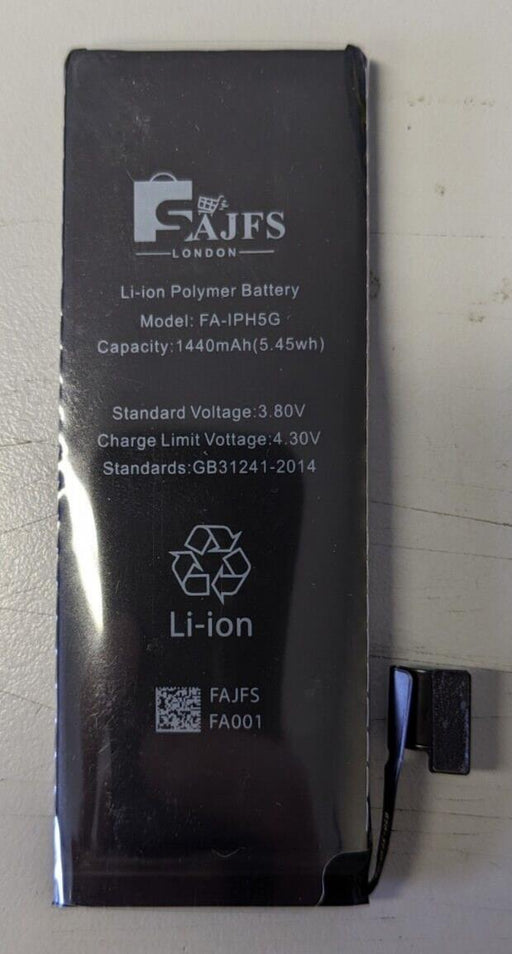 FAJFS
LONDON
Li-ion Polymer Battery
Model: FA-IPH5G
Capacity:1440mAh(5.45wh)
Standard Voltage:3.80V
Charge Limit Vottage:4.30V
Standards:GB31241-2014
Li-ion
FAJFS
FA001